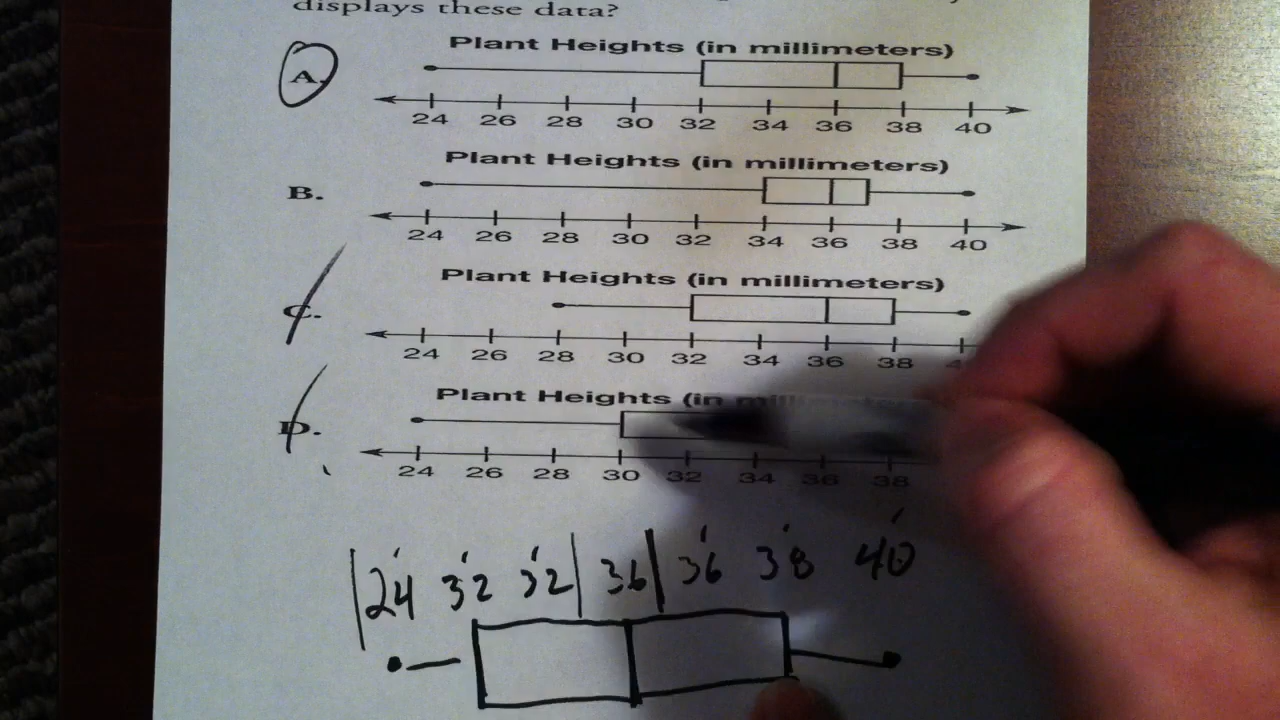 displays these data?
Plant Heights (in millimeters)
A.
24 26 28 30 32 34 36 38 40
Plant Heights (in millimeters)
B.
24 26 28 30 32 34 36 38 40
Plant Heights (in millimeters)
C.
24 26 28 30 32 34 36 38
Plant Heights (in
D.
24 26 28 30 32 34 36 38
24 32 32 36 36 38 40